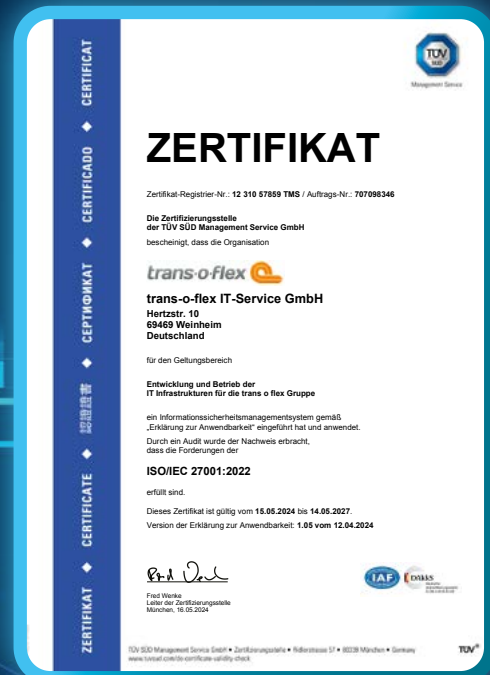 TÜV
SÜD
Management Service
ZERTIFIKAT ◆ CERTIFICATE ◆ 認證證書 ◆ СЕРТИФИКАТ ◆ CERTIFICADO ◆ CERTIFICAT
ZERTIFIKAT
Zertifikat-Registrier-Nr.: 12 310 57859 TMS / Auftrags-Nr.: 707098346
Die Zertifizierungsstelle
der TÜV SÜD Management Service GmbH
bescheinigt, dass die Organisation
trans-o-flex
trans-o-flex IT-Service GmbH
Hertzstr. 10
69469 Weinheim
Deutschland
für den Geltungsbereich
Entwicklung und Betrieb der
IT Infrastrukturen für die trans o flex Gruppe
ein Informationssicherheitsmanagementsystem gemäß
„Erklärung zur Anwendbarkeit“ eingeführt hat und anwendet.
Durch ein Audit wurde der Nachweis erbracht,
dass die Forderungen der
ISO/IEC 27001:2022
erfüllt sind.
Dieses Zertifikat ist gültig vom 15.05.2024 bis 14.05.2027.
Version der Erklärung zur Anwendbarkeit: 1.05 vom 12.04.2024
Fred Wenke
Leiter der Zertifizierungsstelle
München, 16.05.2024
IAF
DAkkS
TÜV SÜD Management Service GmbH • Zertifizierungsstelle • Ridlerstrasse 57 • 80339 München • Germany
www.tuvsud.com/de-certificate-validity-check
TÜV®